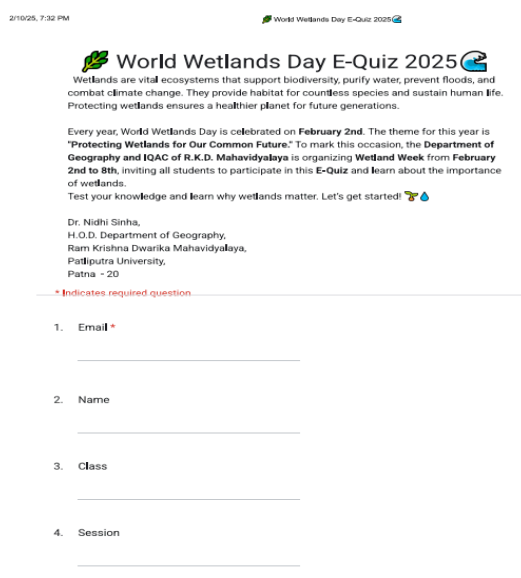 2/10/25, 7:32 PM
🌿 World Wetlands Day E-Quiz 2025🌊
🌿 World Wetlands Day E-Quiz 2025🌊
Wetlands are vital ecosystems that support biodiversity, purify water, prevent floods, and
combat climate change. They provide habitat for countless species and sustain human life.
Protecting wetlands ensures a healthier planet for future generations.
Every year, World Wetlands Day is celebrated on February 2nd. The theme for this year is
"Protecting Wetlands for Our Common Future." To mark this occasion, the Department of
Geography and IQAC of R.K.D. Mahavidyalaya is organizing Wetland Week from February
2nd to 8th, inviting all students to participate in this E-Quiz and learn about the importance
of wetlands.
Test your knowledge and learn why wetlands matter. Let's get started! 🌱💧
Dr. Nidhi Sinha,
H.O.D. Department of Geography,
Ram Krishna Dwarika Mahavidyalaya,
Patliputra University,
Patna - 20
* Indicates required question
1. Email *
2. Name
3. Class
4. Session